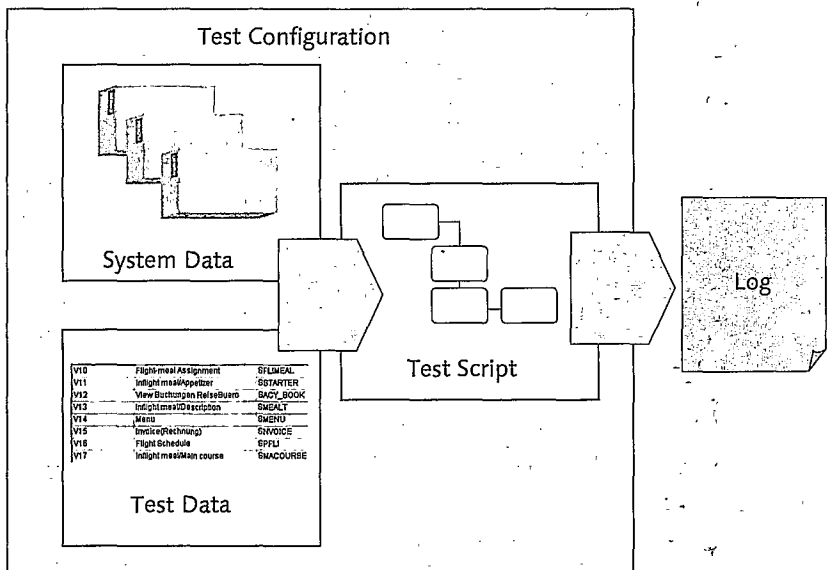 Test Configuration
System Data
V10 Flight-meal Assignment SFLIMEAL
V11 Inflight meal/Appetizer SSTARTER
V12 View Buchungen ReiseBuero SAGY_BOOK
V13 Inflight meal/Description SMEALT
V14 Menu SMENU
V15 Invoice(Rechnung) SNVOICE
V16 Flight Schedule SPFLI
V17 Inflight meal/Main course SMACOURSE
Test Data
Test Script
Log